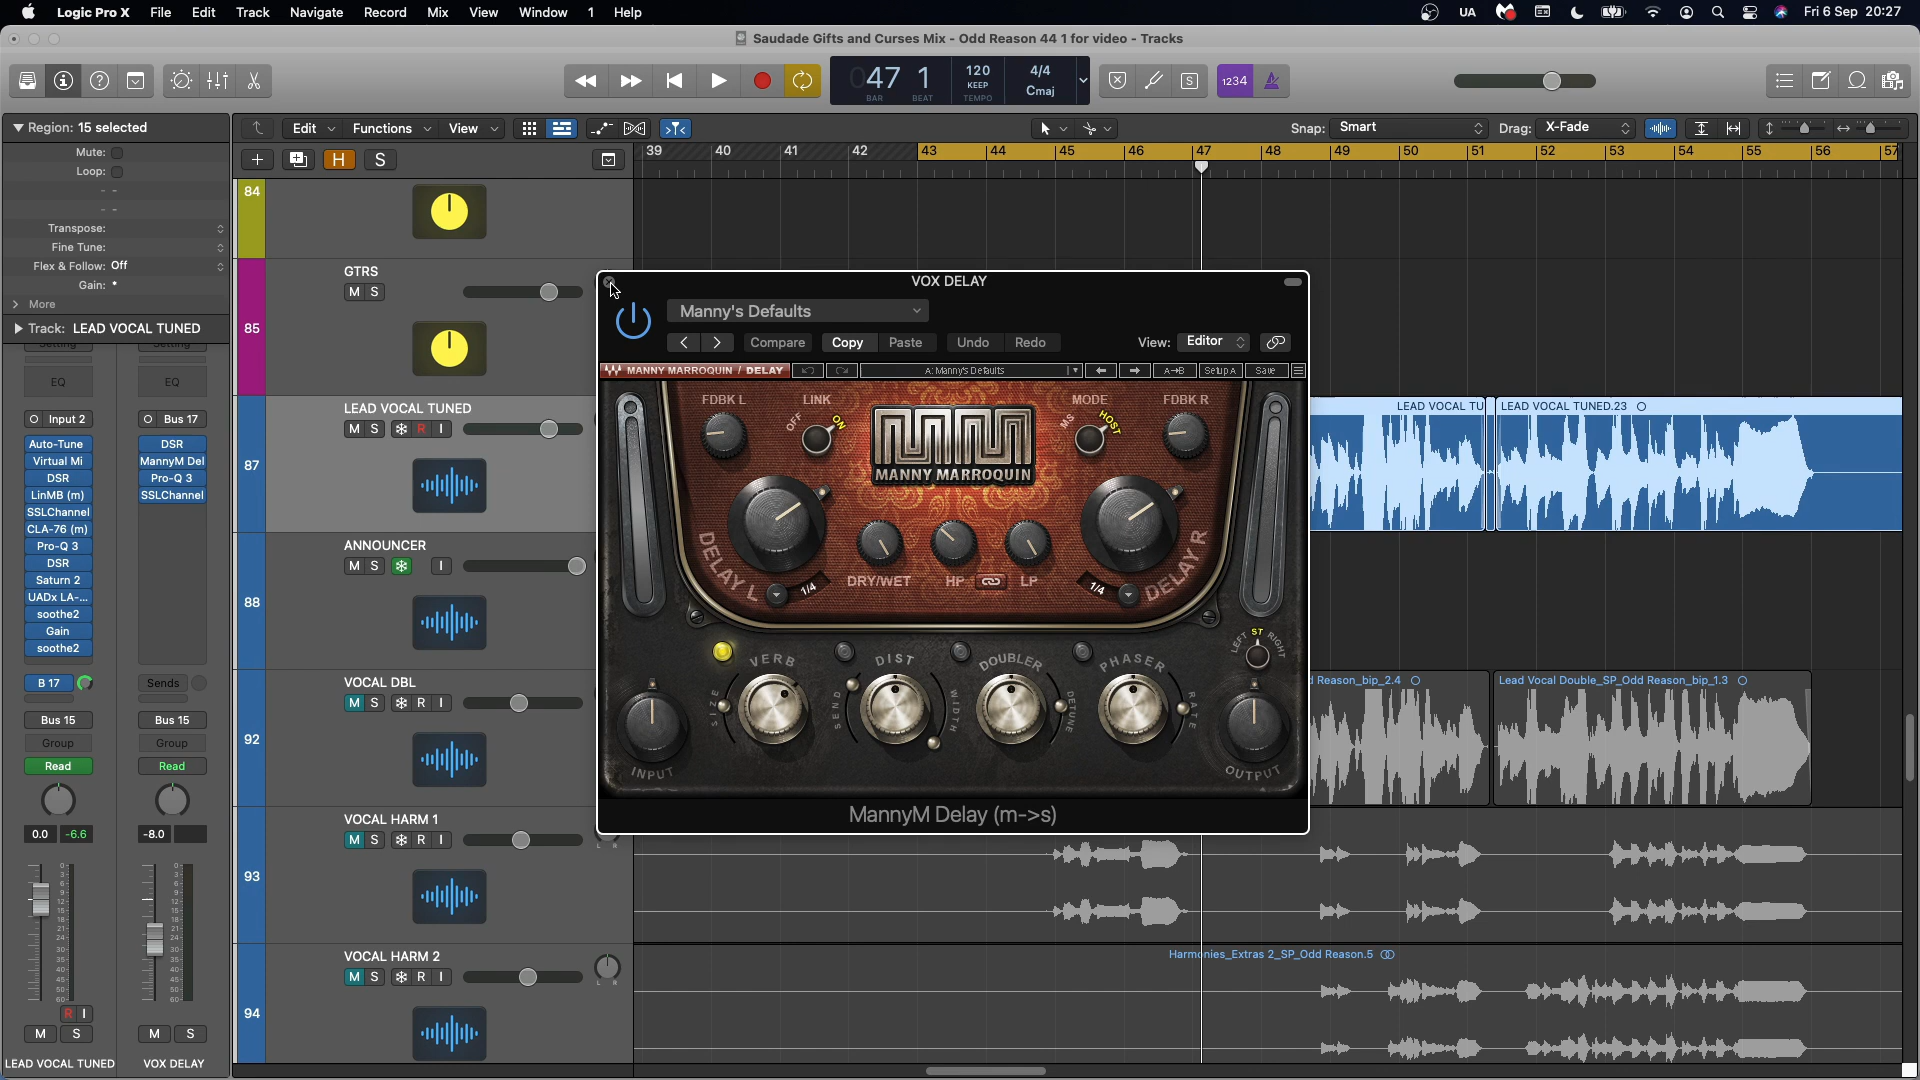 Logic Pro X File Edit Track Navigate Record Mix View Window 1 Help
UA Fri 6 Sep 20:27
Saudade Gifts and Curses Mix - Odd Reason 44 1 for video - Tracks
047 1 120 KEEP 4/4 Cmaj
BAR BEAT TEMPO
S 1234
Region: 15 selected
Mute:
Loop:
Transpose:
Fine Tune:
Flex & Follow: Off
Gain:
More
Track: LEAD VOCAL TUNED
Edit Functions View
Snap: Smart Drag: X-Fade
H S
39 40 41 42 43 44 45 46 47 48 49 50 51 52 53 54 55 56 57
Setting Setting
EQ EQ
Input 2 Bus 17
Auto-Tune DSR
Virtual Mi MannyM Del
DSR Pro-Q 3
LinMB (m) SSLChannel
SSLChannel
CLA-76 (m)
Pro-Q 3
DSR
Saturn 2
UADx LA-...
soothe2
Gain
soothe2
B 17 Sends
Bus 15 Bus 15
Group Group
Read Read
0.0 -6.6 -8.0
R I
M S M S
LEAD VOCAL TUNED VOX DELAY
84
85 GTRS
M S
87 LEAD VOCAL TUNED
M S R I
88 ANNOUNCER
M S I
92 VOCAL DBL
M S R I
93 VOCAL HARM 1
M S R I
L R
94 VOCAL HARM 2
M S R I
L R
VOX DELAY
Manny's Defaults
Compare Copy Paste Undo Redo View: Editor
MANNY MARROQUIN / DELAY A: Manny's Defaults A→B Setup A Save
FDBK L LINK MODE FDBK R
OFF ON MS HOST
MANNY MARROQUIN
DELAY L DELAY R
DRY/WET HP LP
1/4 1/4
LEFT ST RIGHT
VERB DIST DOUBLER PHASER
SIZE SEND WIDTH DETUNE RATE
INPUT OUTPUT
MannyM Delay (m->s)
LEAD VOCAL TU LEAD VOCAL TUNED.23
d Reason_bip_2.4 Lead Vocal Double_SP_Odd Reason_bip_1.3
Harmonies_Extras 2_SP_Odd Reason.5